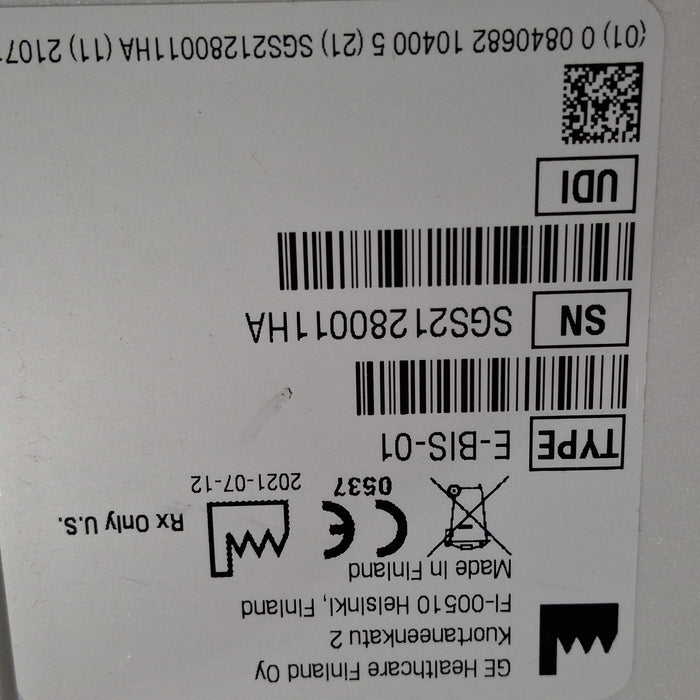 GE Healthcare Finland Oy
Kuortaneenkatu 2
FI-00510 Helsinki, Finland
Made in Finland
CE 0537
2021-07-12
Rx Only U.S.
TYPE E-BIS-01
SN SGS21280011HA
UDI
(01) 0 0840682 10400 5 (21) SGS21280011HA (11) 2107